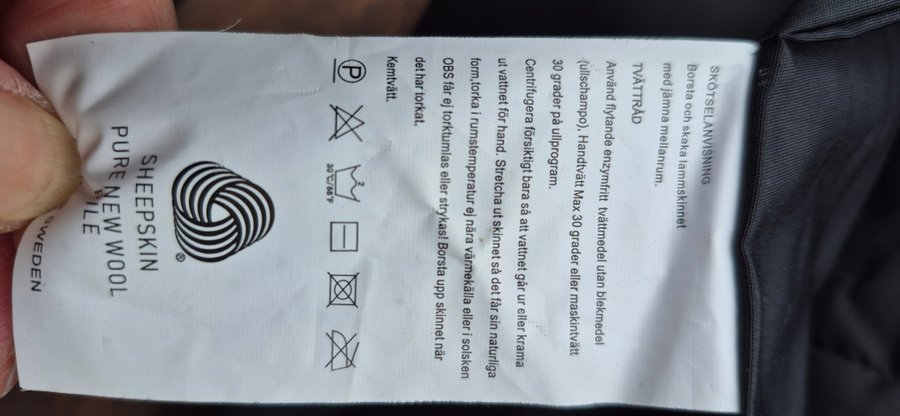 SKÖTSELANVISNING
Borsta och skaka lammskinnet
med jämna mellanrum.
TVÄTTRÅD
Använd flytande enzymfritt tvättmedel utan blekmedel
(ullschampo). Handtvätt Max 30 grader eller maskintvätt
30 grader på ullprogram.
Centrifugera försiktigt bara så att vattnet går ur eller krama
ut vattnet för hand. Stretcha ut skinnet så det får sin naturliga
form,torka i rumstemperatur ej nära värmekälla eller i solsken
OBS får ej torktumlas eller strykas! Borsta upp skinnet när
det har torkat.
Kemtvätt.
P
30°C/86°F
®
SHEEPSKIN
PURE NEW WOOL
PILE
SWEDEN